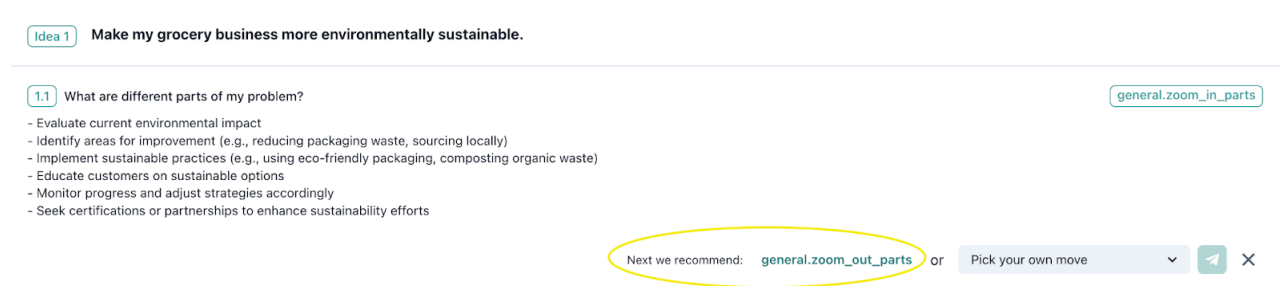 Idea 1 Make my grocery business more environmentally sustainable.
1.1 What are different parts of my problem? general.zoom_in_parts
- Evaluate current environmental impact
- Identify areas for improvement (e.g., reducing packaging waste, sourcing locally)
- Implement sustainable practices (e.g., using eco-friendly packaging, composting organic waste)
- Educate customers on sustainable options
- Monitor progress and adjust strategies accordingly
- Seek certifications or partnerships to enhance sustainability efforts
Next we recommend: general.zoom_out_parts or Pick your own move